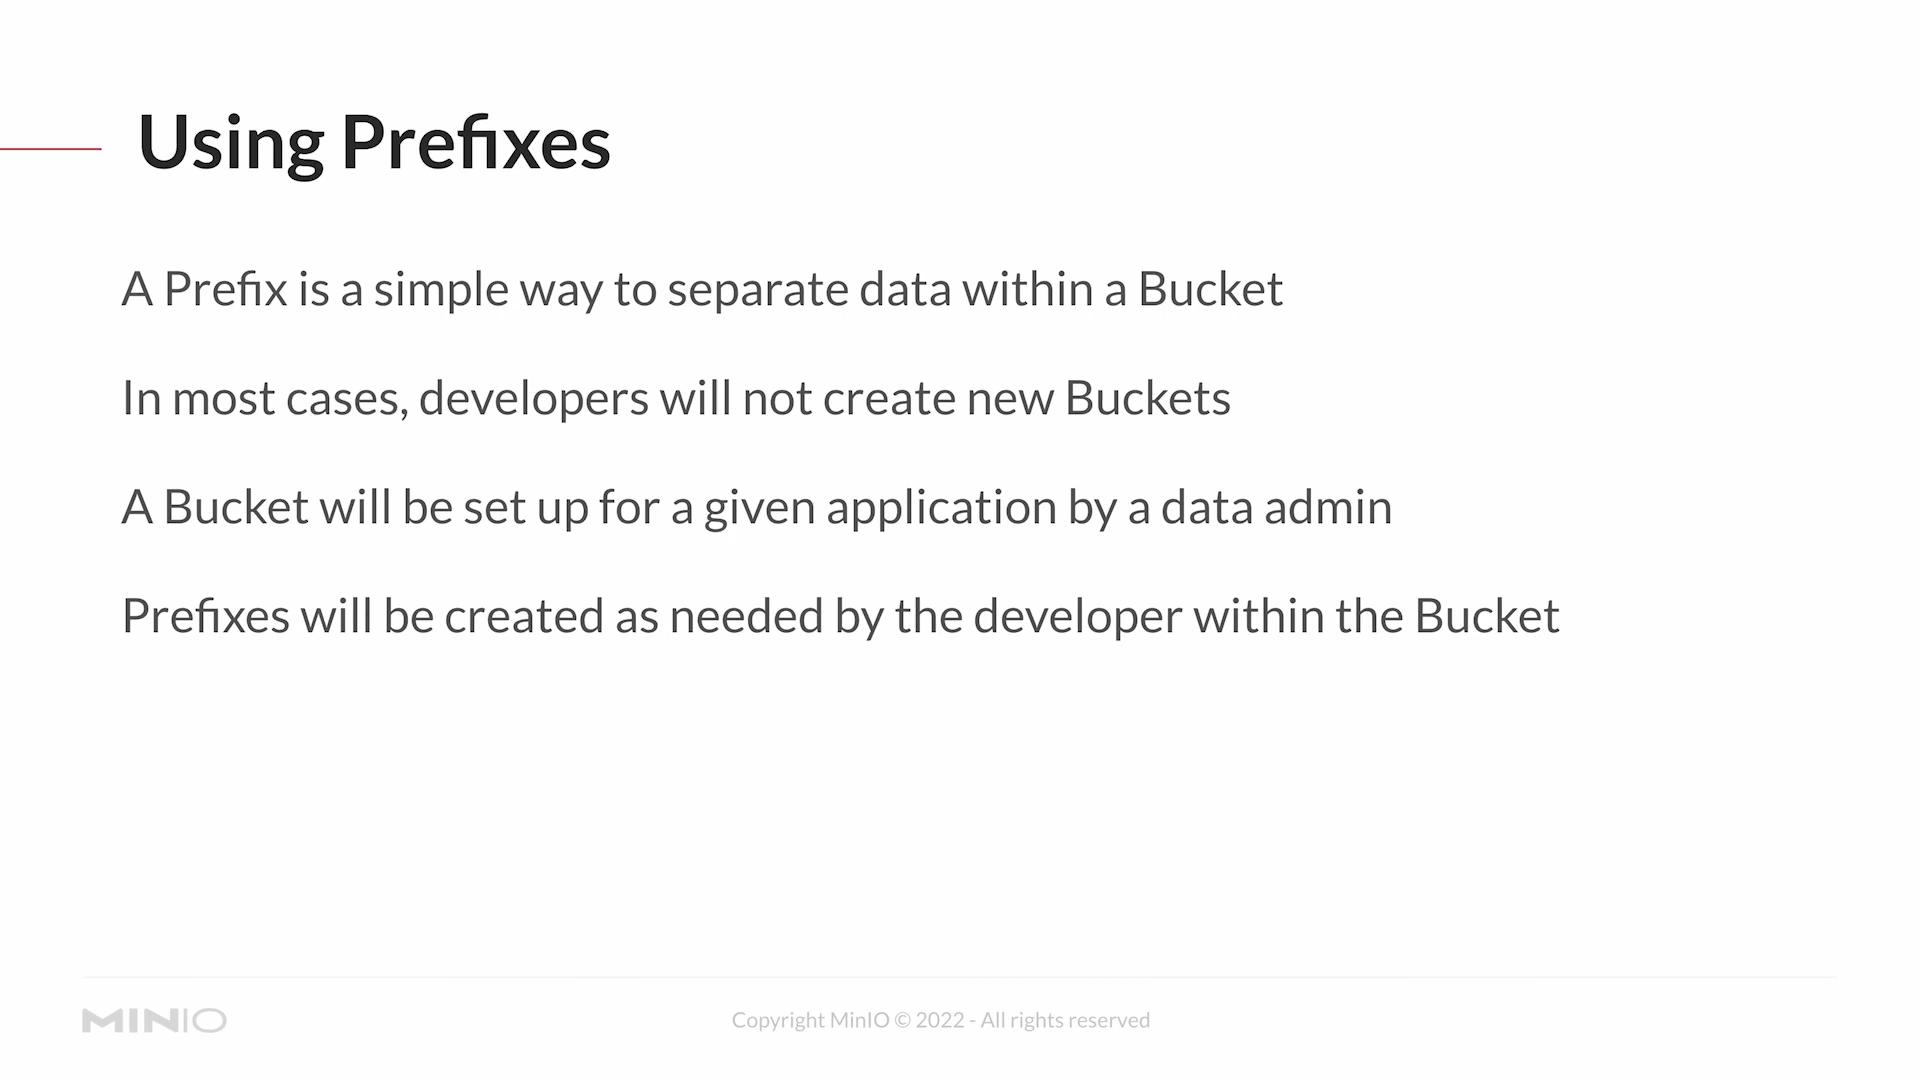 Using Prefixes
A Prefix is a simple way to separate data within a Bucket
In most cases, developers will not create new Buckets
A Bucket will be set up for a given application by a data admin
Prefixes will be created as needed by the developer within the Bucket
MINIO
Copyright MinIO © 2022 - All rights reserved